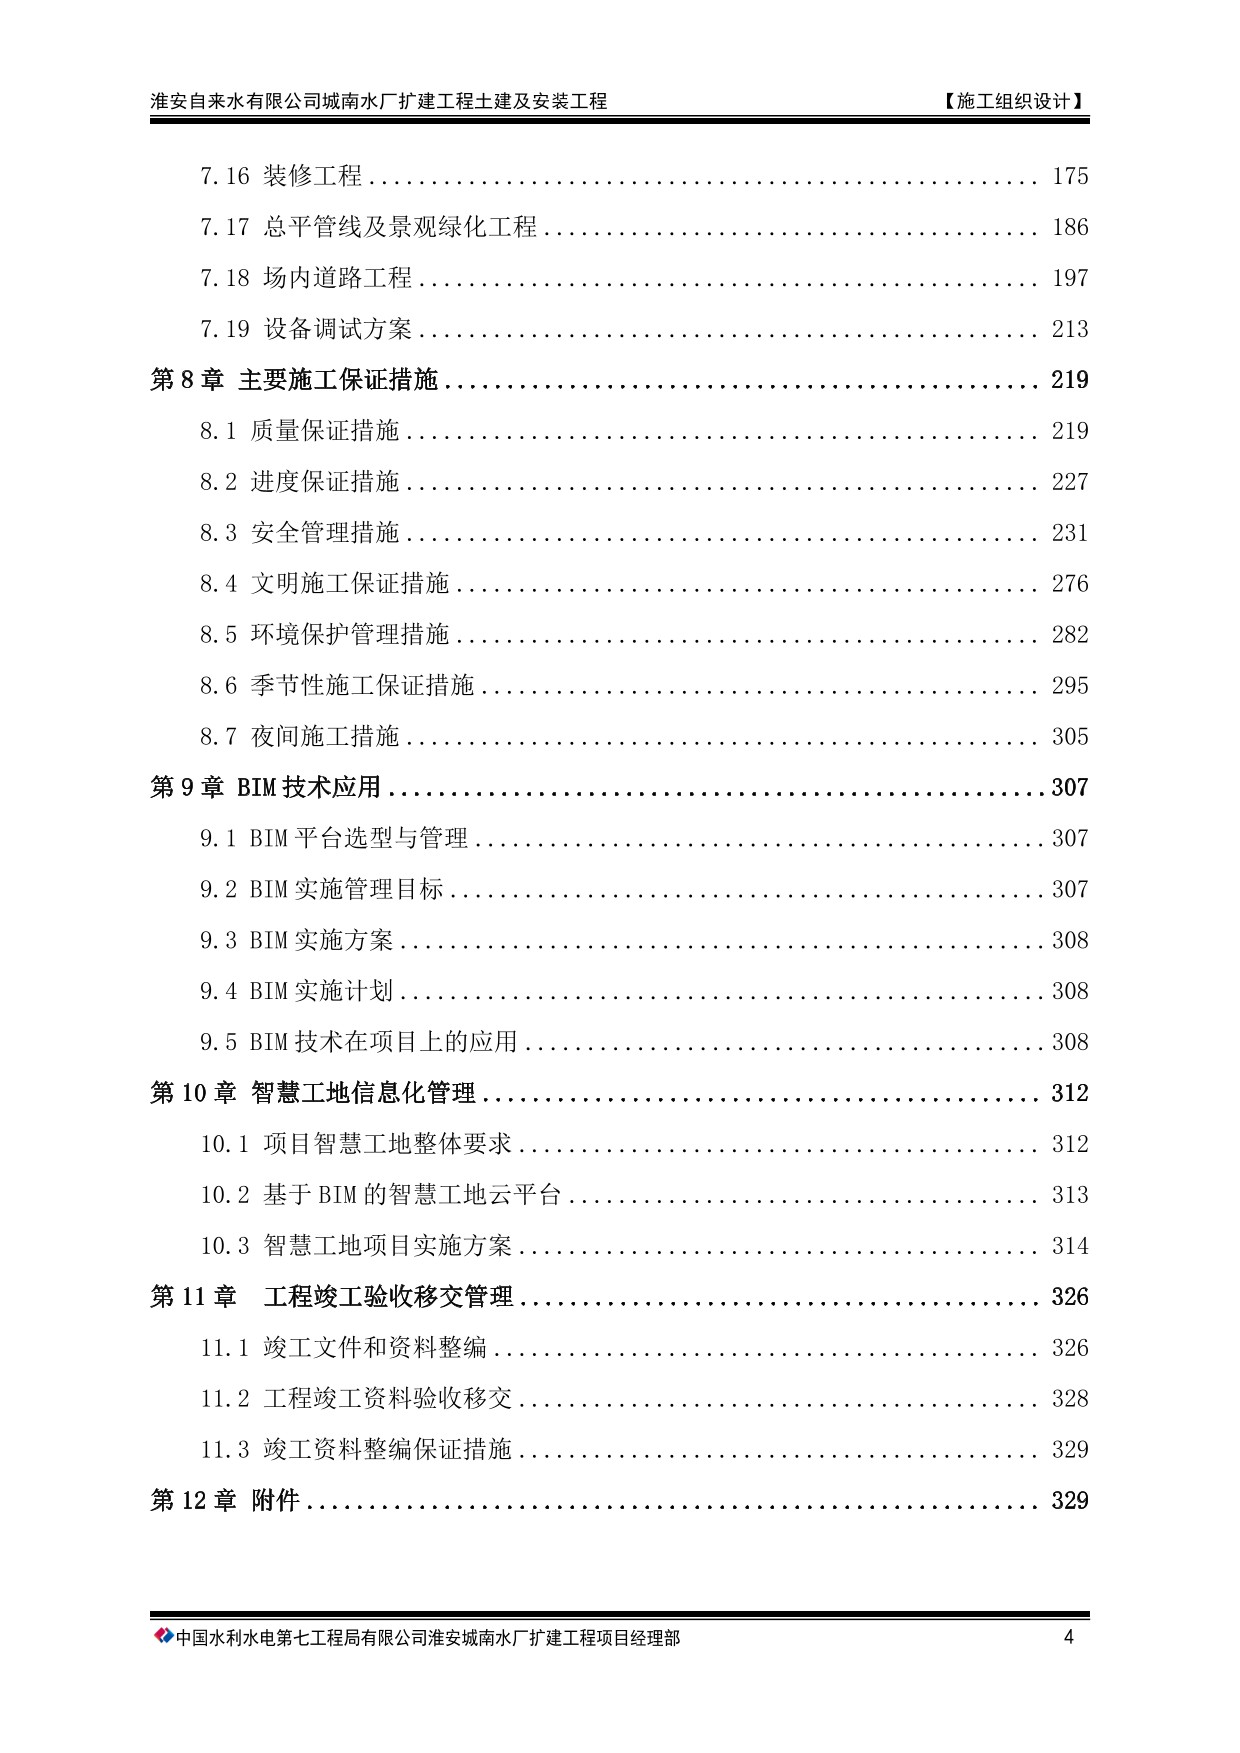 淮安自来水有限公司城南水厂扩建工程土建及安装工程 【施工组织设计】
7.16 装修工程...................................................... 175
7.17 总平管线及景观绿化工程........................................ 186
7.18 场内道路工程.................................................. 197
7.19 设备调试方案.................................................. 213
第 8 章 主要施工保证措施................................................ 219
8.1 质量保证措施................................................... 219
8.2 进度保证措施................................................... 227
8.3 安全管理措施................................................... 231
8.4 文明施工保证措施............................................... 276
8.5 环境保护管理措施............................................... 282
8.6 季节性施工保证措施............................................. 295
8.7 夜间施工措施................................................... 305
第 9 章 BIM 技术应用.....................................................307
9.1 BIM 平台选型与管理..............................................307
9.2 BIM 实施管理目标................................................307
9.3 BIM 实施方案....................................................308
9.4 BIM 实施计划....................................................308
9.5 BIM 技术在项目上的应用..........................................308
第 10 章 智慧工地信息化管理............................................. 312
10.1 项目智慧工地整体要求.......................................... 312
10.2 基于 BIM 的智慧工地云平台...................................... 313
10.3 智慧工地项目实施方案.......................................... 314
第 11 章 工程竣工验收移交管理.......................................... 326
11.1 竣工文件和资料整编............................................ 326
11.2 工程竣工资料验收移交.......................................... 328
11.3 竣工资料整编保证措施.......................................... 329
第 12 章 附件........................................................... 329
中国水利水电第七工程局有限公司淮安城南水厂扩建工程项目经理部 4